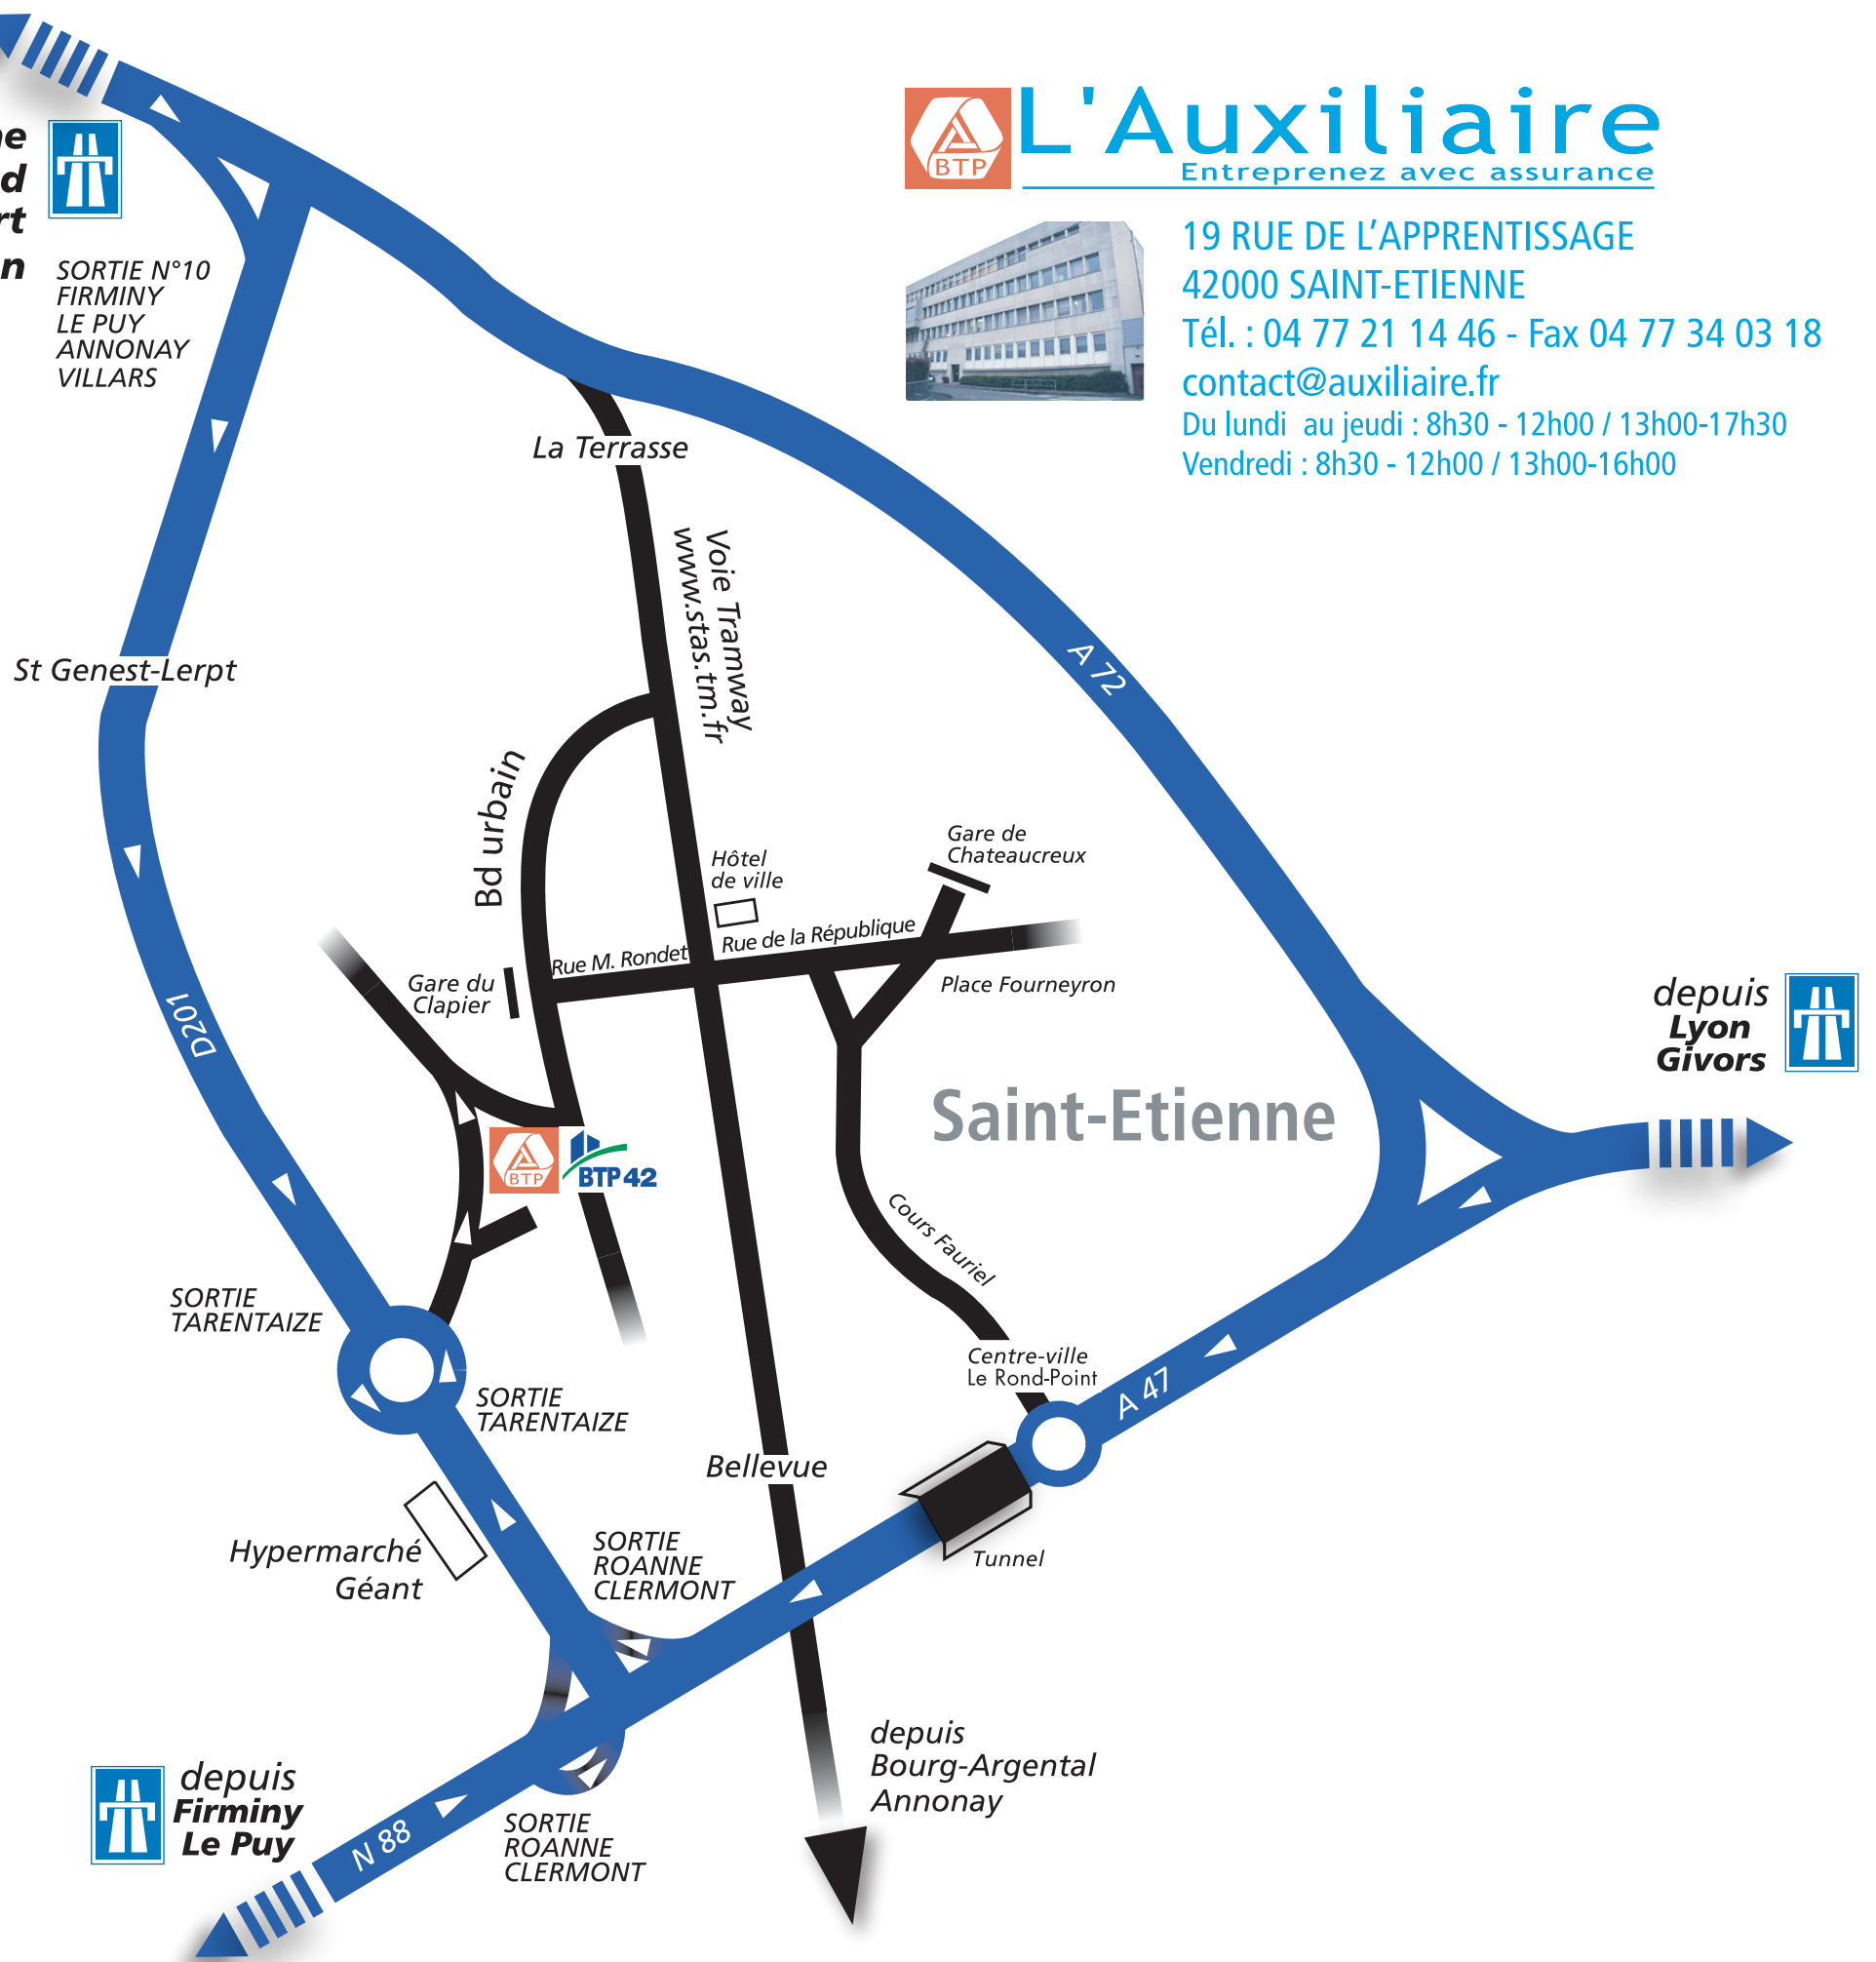 BTP
L'Auxiliaire
Entreprenez avec assurance
19 RUE DE L'APPRENTISSAGE
42000 SAINT-ETIENNE
Tél. : 04 77 21 14 46 - Fax 04 77 34 03 18
contact@auxiliaire.fr
Du lundi au jeudi : 8h30 - 12h00 / 13h00-17h30
Vendredi : 8h30 - 12h00 / 13h00-16h00
SORTIE N°10
FIRMINY
LE PUY
ANNONAY
VILLARS
La Terrasse
Voie Tramway
www.stas.tm.fr
St Genest-Lerpt
A 72
Bd urbain
Hôtel
de ville
Gare de
Chateaucreux
Rue M. Rondet
Rue de la République
Gare du
Clapier
Place Fourneyron
D201
depuis
Lyon
Givors
Saint-Etienne
BTP
BTP 42
Cours Fauriel
SORTIE
TARENTAIZE
SORTIE
TARENTAIZE
Centre-ville
Le Rond-Point
A 47
Bellevue
Hypermarché
Géant
SORTIE
ROANNE
CLERMONT
Tunnel
depuis
Bourg-Argental
Annonay
depuis
Firminy
Le Puy
N 88
SORTIE
ROANNE
CLERMONT